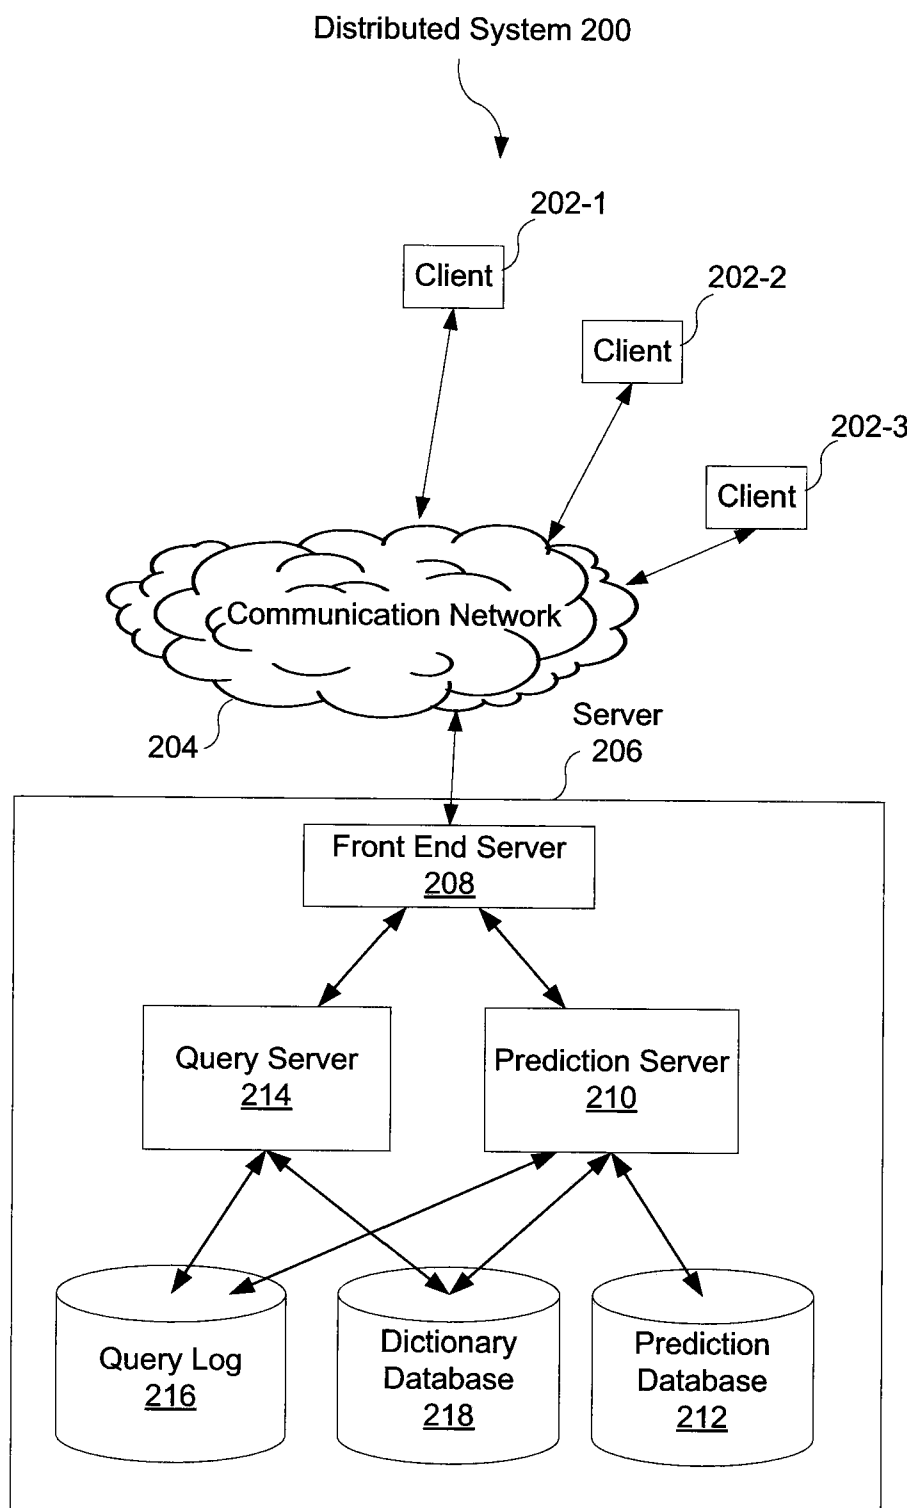 Distributed System 200
202-1
Client
202-2
Client
202-3
Client
Communication Network
204
Server
206
Front End Server
208
Query Server
214
Prediction Server
210
Query Log
216
Dictionary
Database
218
Prediction
Database
212